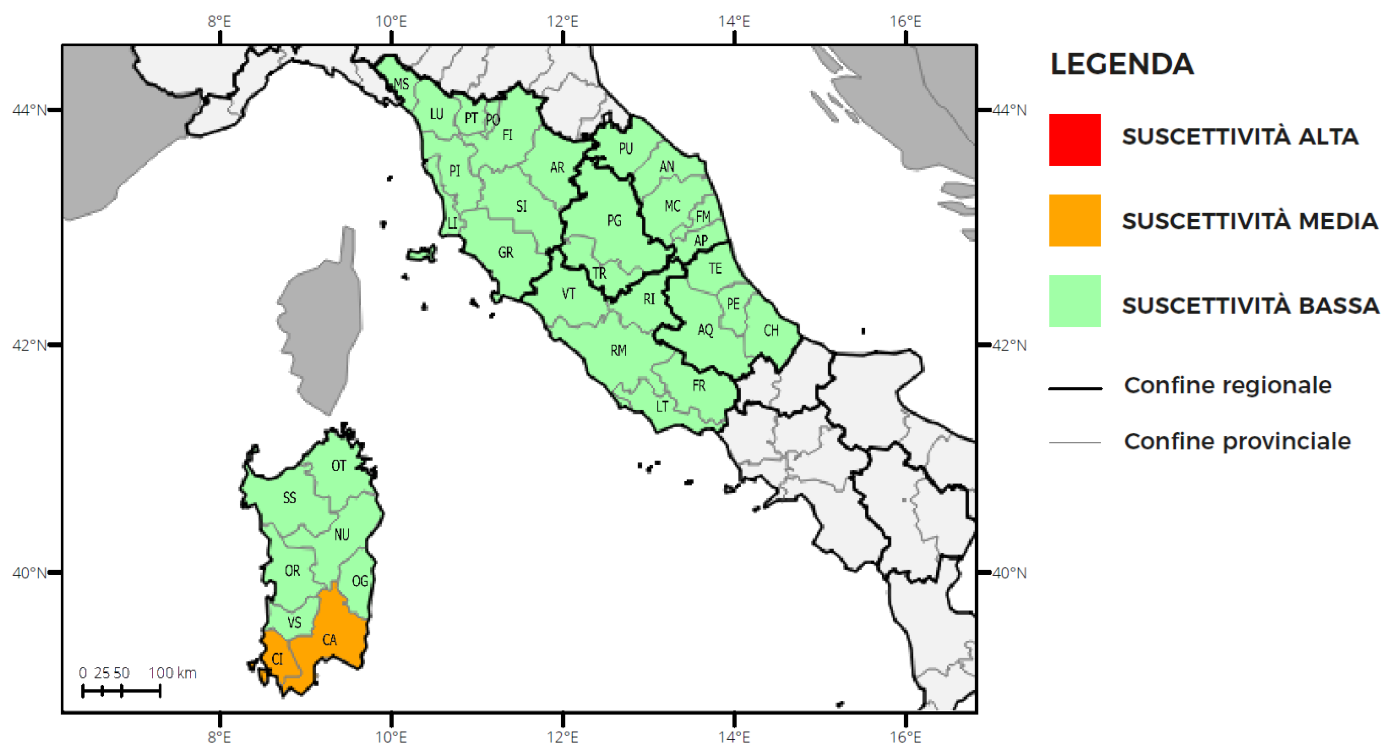 8°E 10°E 12°E 14°E 16°E
44°N 44°N
42°N 42°N
40°N 40°N
MS
LU PT PO
FI
PU
PI AR AN
SI MC
LI PG FM
GR AP
TR TE
VT RI PE
AQ CH
RM
FR
LT
OT
SS
NU
OR
OG
VS
CA
CI
0 25 50 100 km
8°E 10°E 12°E 14°E 16°E
LEGENDA
SUSCETTIVITÀ ALTA
SUSCETTIVITÀ MEDIA
SUSCETTIVITÀ BASSA
Confine regionale
Confine provinciale